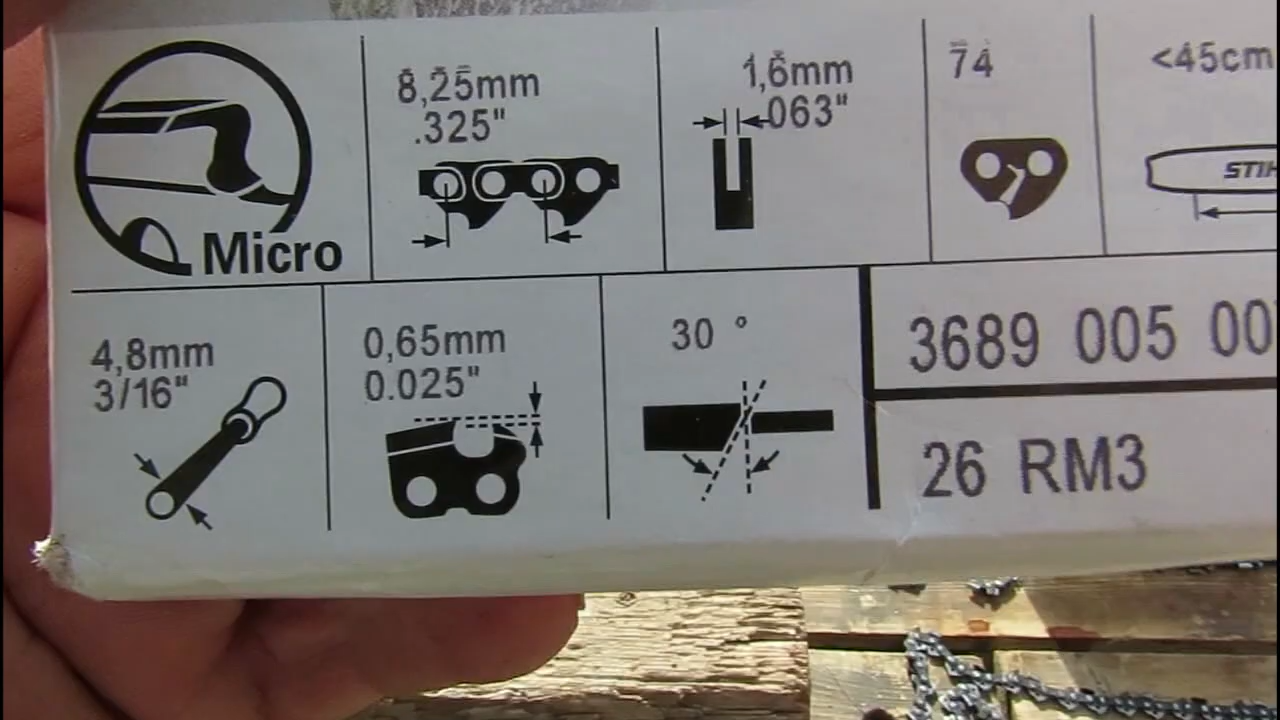 Micro
8,25mm
.325"
1,6mm
.063"
74
<45cm
STIH
4,8mm
3/16"
0,65mm
0.025"
30 °
3689 005 00
26 RM3